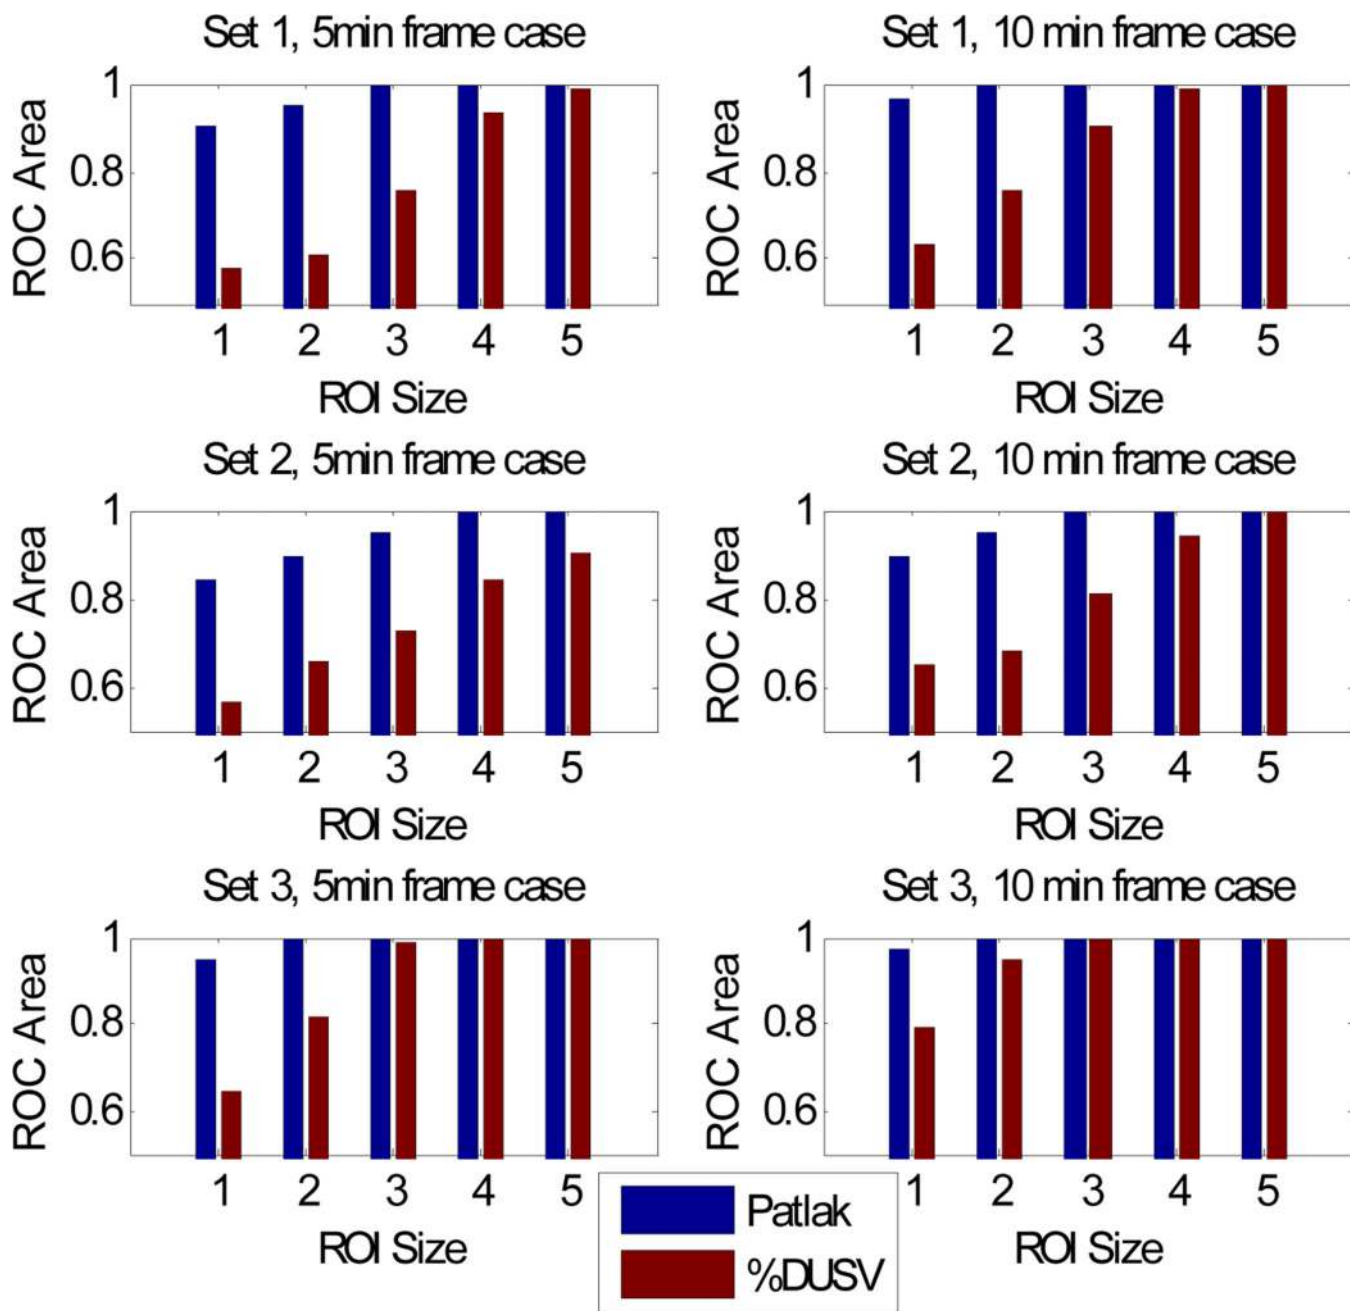 Set 1, 5min frame case
1
0.8
0.6
ROC Area
1 2 3 4 5
ROI Size
Set 1, 10 min frame case
1
0.8
0.6
ROC Area
1 2 3 4 5
ROI Size
Set 2, 5min frame case
1
0.8
0.6
ROC Area
1 2 3 4 5
ROI Size
Set 2, 10 min frame case
1
0.8
0.6
ROC Area
1 2 3 4 5
ROI Size
Set 3, 5min frame case
1
0.8
0.6
ROC Area
1 2 3 4 5
ROI Size
Set 3, 10 min frame case
1
0.8
0.6
ROC Area
1 2 3 4 5
ROI Size
Patlak
%DUSV